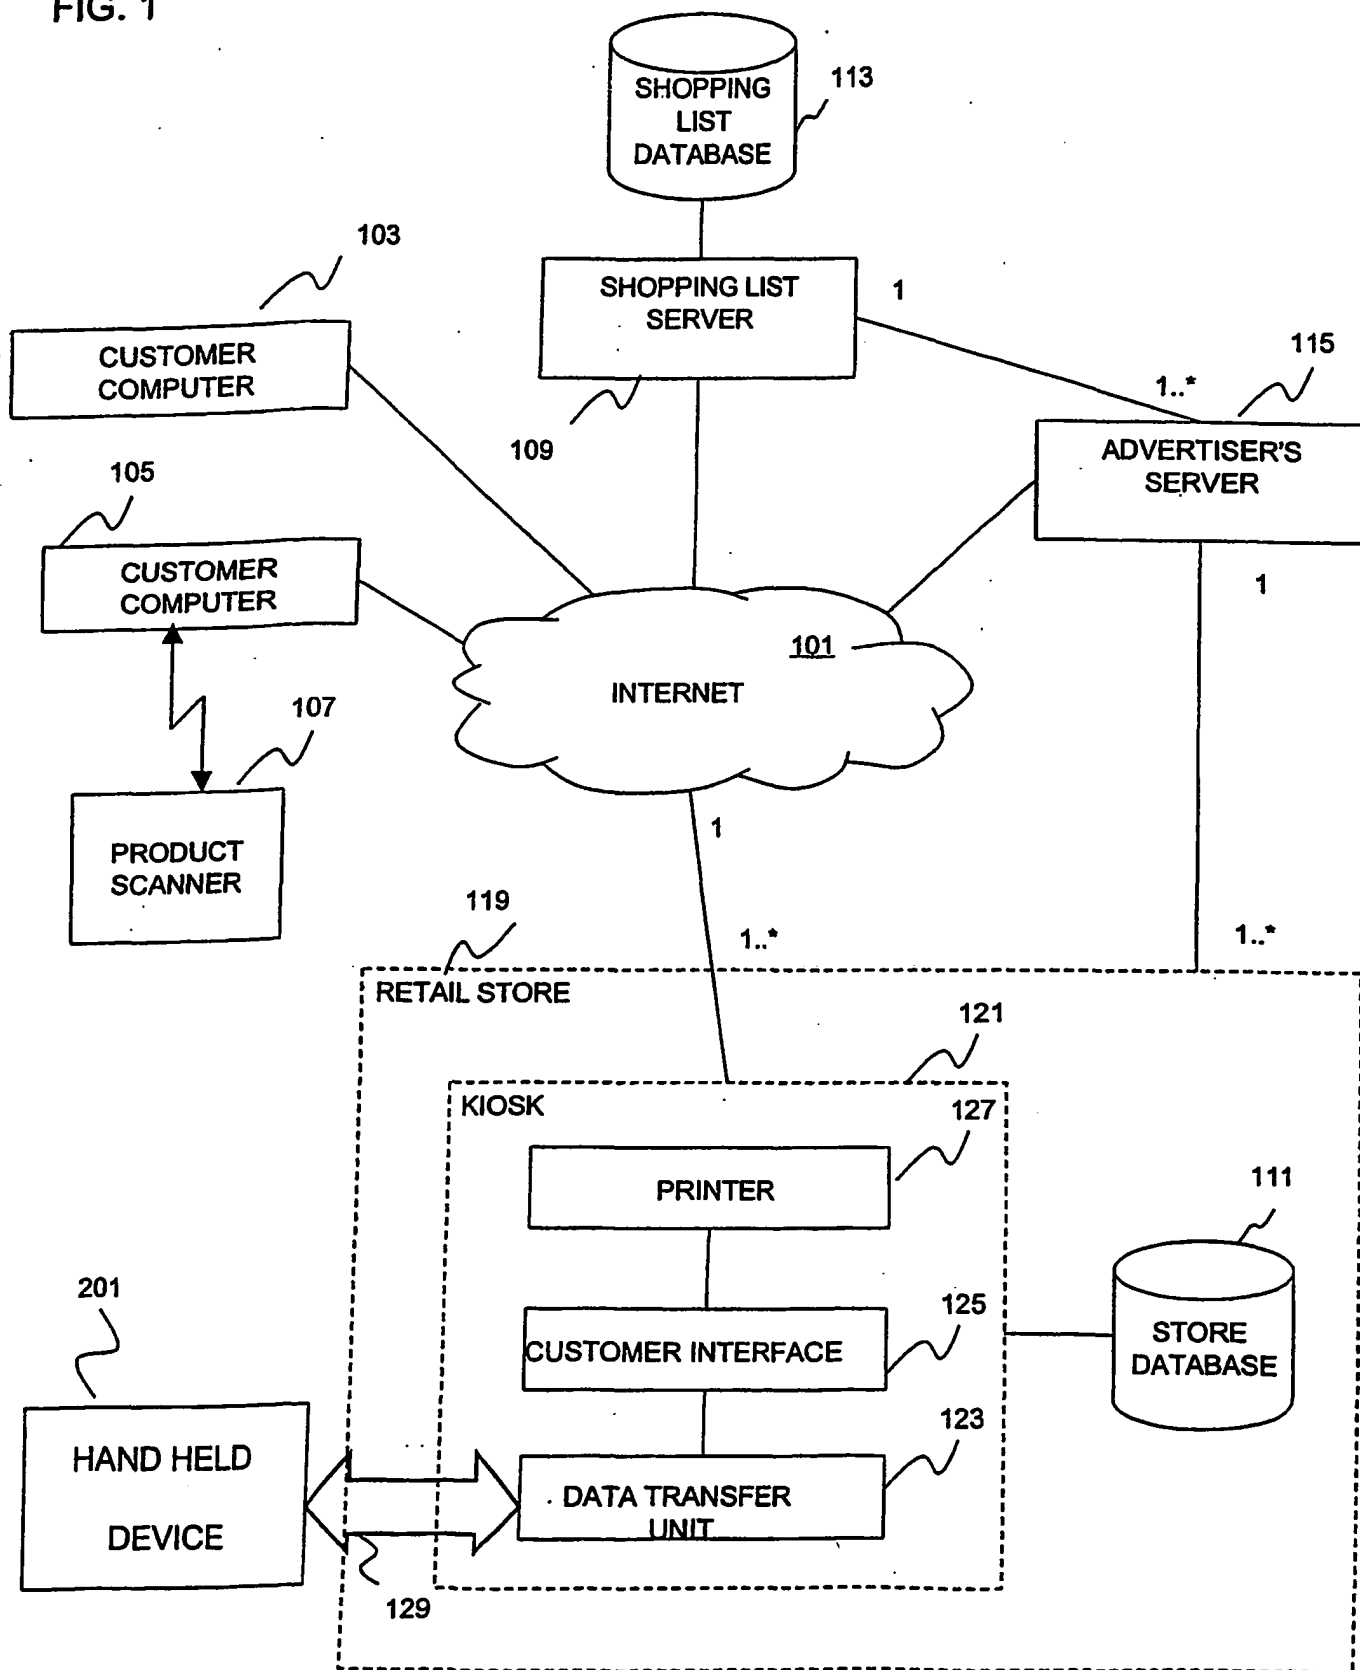 FIG. 1
SHOPPING
LIST
DATABASE
113
103
SHOPPING LIST
SERVER
1
CUSTOMER
COMPUTER
115
1..*
109
ADVERTISER'S
SERVER
105
CUSTOMER
COMPUTER
1
101
INTERNET
107
PRODUCT
SCANNER
1
119
1..*
1..*
RETAIL STORE
121
KIOSK
127
PRINTER
111
201
125
CUSTOMER INTERFACE
STORE
DATABASE
123
HAND HELD
DEVICE
DATA TRANSFER
UNIT
129